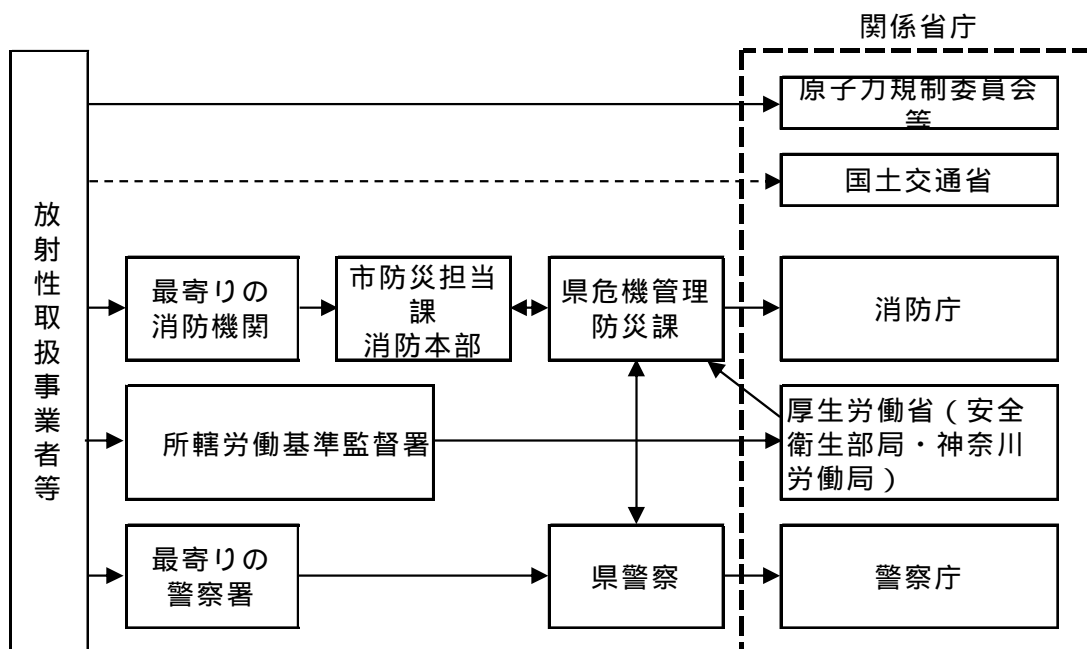 関係省庁
放射性取扱事業者等
原子力規制委員会
等
国土交通省
最寄りの
消防機関
市防災担当
課
消防本部
県危機管理
防災課
消防庁
所轄労働基準監督署
厚生労働省（安全
衛生部局・神奈川
労働局）
最寄りの
警察署
県警察
警察庁